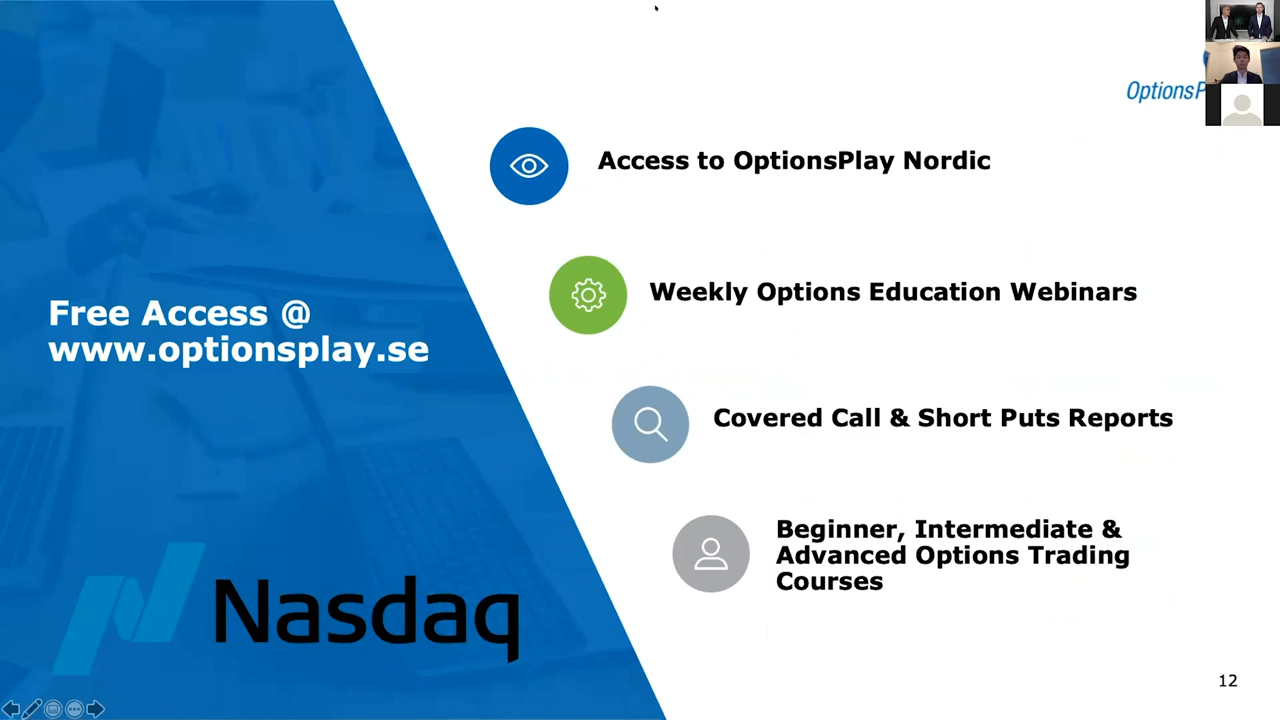 OptionsP
Access to OptionsPlay Nordic
Weekly Options Education Webinars
Free Access @
www.optionsplay.se
Covered Call & Short Puts Reports
Beginner, Intermediate &
Advanced Options Trading
Courses
Nasdaq
12